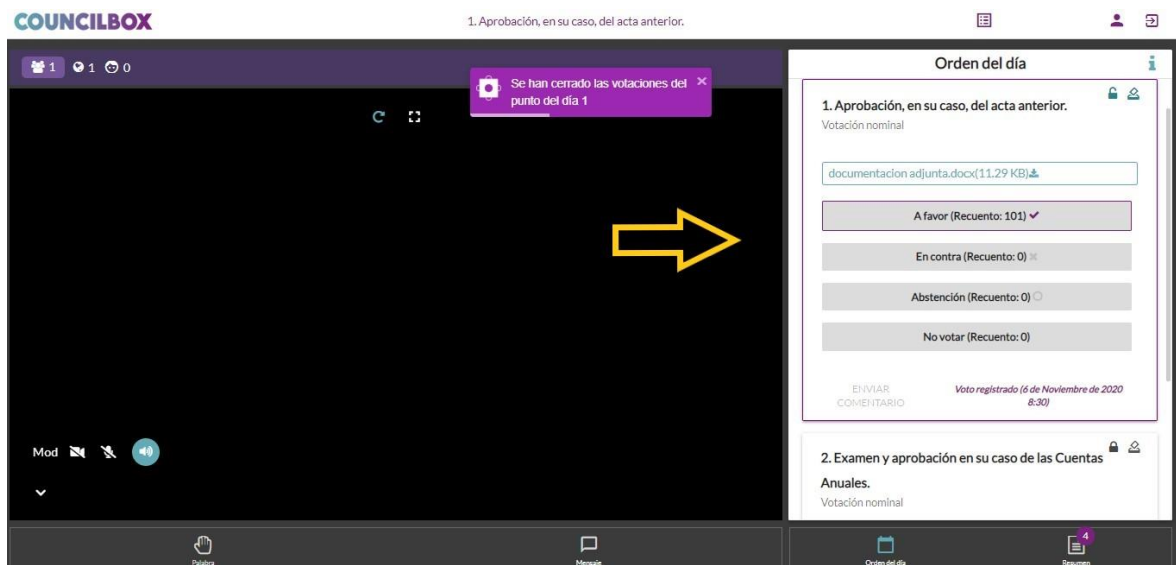 COUNCILBOX
1. Aprobación, en su caso, del acta anterior.
1 1 0
Se han cerrado las votaciones del
punto del día 1
Orden del día
1. Aprobación, en su caso, del acta anterior.
Votación nominal
documentacion adjunta.docx(11.29 KB)
A favor (Recuento: 101)
En contra (Recuento: 0)
Abstención (Recuento: 0)
No votar (Recuento: 0)
ENVIAR
COMENTARIO
Voto registrado (6 de Noviembre de 2020
8:30)
Mod
2. Examen y aprobación en su caso de las Cuentas
Anuales.
Votación nominal
Palabra
Mensaje
Orden del día
4
Resumen